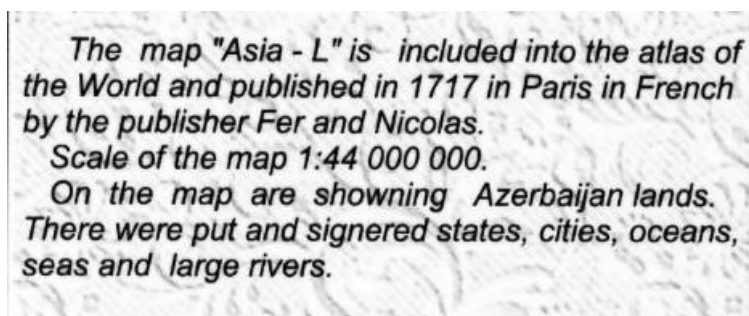 The map "Asia - L" is included into the atlas of
the World and published in 1717 in Paris in French
by the publisher Fer and Nicolas.
Scale of the map 1:44 000 000.
On the map are showning Azerbaijan lands.
There were put and signered states, cities, oceans,
seas and large rivers.